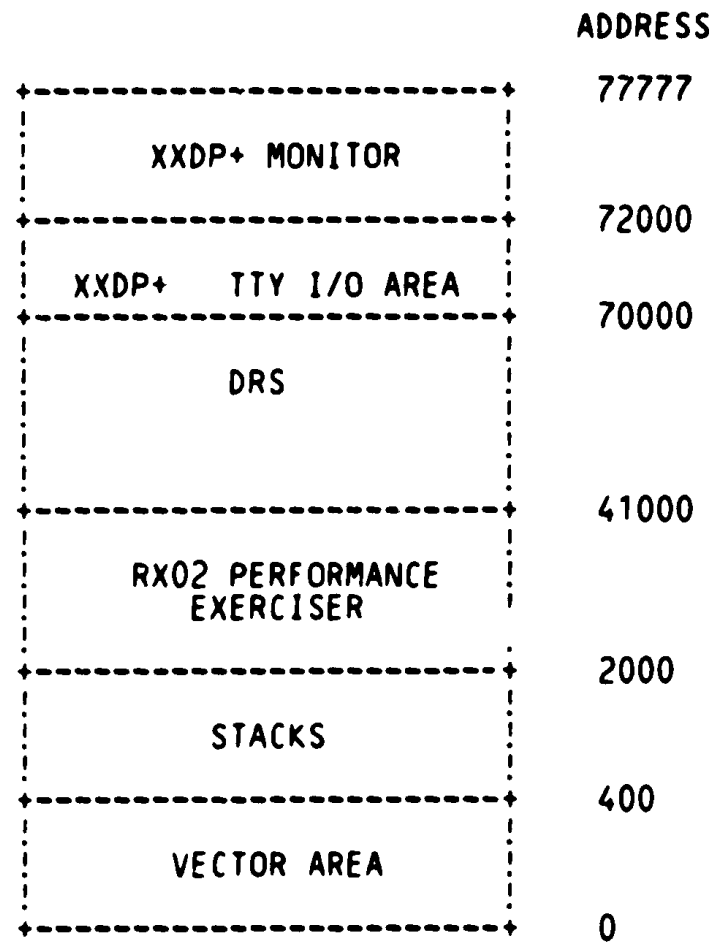 ADDRESS
77777
XXDP+ MONITOR
72000
XXDP+ TTY I/O AREA
70000
DRS
41000
RX02 PERFORMANCE
EXERCISER
2000
STACKS
400
VECTOR AREA
0